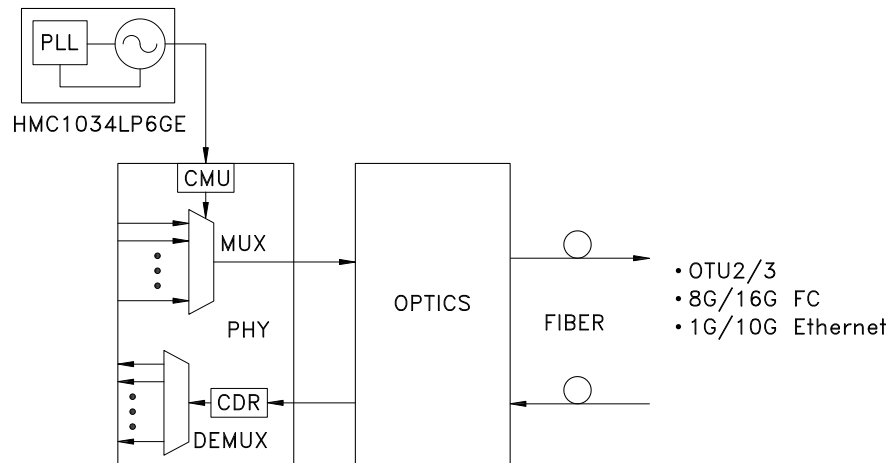 PLL
HMC1034LP6GE
CMU
MUX
PHY
OPTICS
FIBER
• OTU2/3
• 8G/16G FC
• 1G/10G Ethernet
CDR
DEMUX